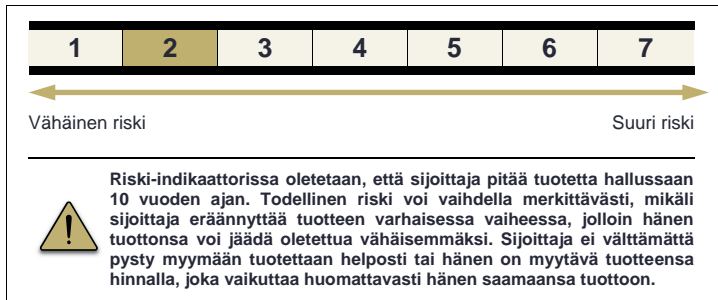 1 2 3 4 5 6 7
Vähäinen riski Suuri riski
Riski-indikaattorissa oletetaan, että sijoittaja pitää tuotetta hallussaan
10 vuoden ajan. Todellinen riski voi vaihdella merkittävästi, mikäli
sijoittaja eräännyttää tuotteen varhaisessa vaiheessa, jolloin hänen
tuottonsa voi jäädä oletettua vähäisemmäksi. Sijoittaja ei välttämättä
pysty myymään tuotettaan helposti tai hänen on myytävä tuotteensa
hinnalla, joka vaikuttaa huomattavasti hänen saamaansa tuottoon.